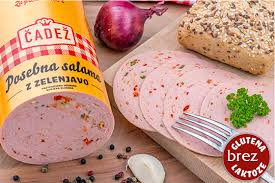 ČADEŽ
Posebna salama
Z ZELENJAVO
GLUTENA
brez
LAKTOZE